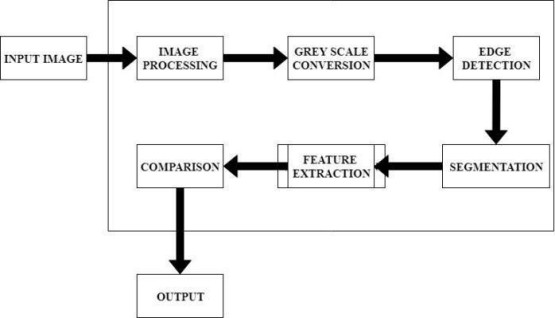 INPUT IMAGE
IMAGE
PROCESSING
GREY SCALE
CONVERSION
EDGE
DETECTION
COMPARISON
FEATURE
EXTRACTION
SEGMENTATION
OUTPUT